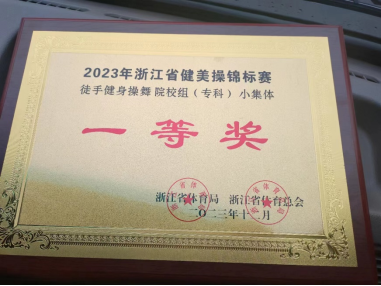 2023年浙江省健美操锦标赛
徒手健身操舞 院校组（专科）小集体
一等奖
浙江省体育局 浙江省体育总会
二〇二三年十一月